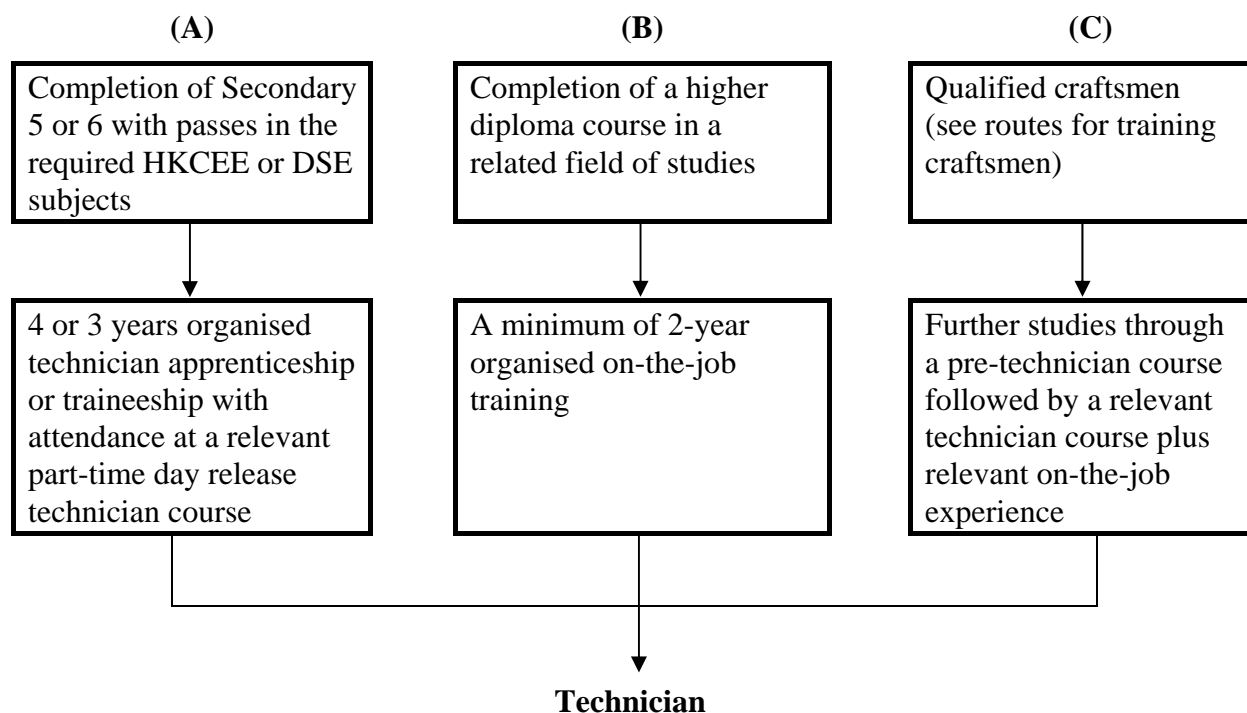 (A)
Completion of Secondary
5 or 6 with passes in the
required HKCEE or DSE
subjects
4 or 3 years organised
technician apprenticeship
or traineeship with
attendance at a relevant
part-time day release
technician course
(B)
Completion of a higher
diploma course in a
related field of studies
A minimum of 2-year
organised on-the-job
training
(C)
Qualified craftsmen
(see routes for training
craftsmen)
Further studies through
a pre-technician course
followed by a relevant
technician course plus
relevant on-the-job
experience
Technician